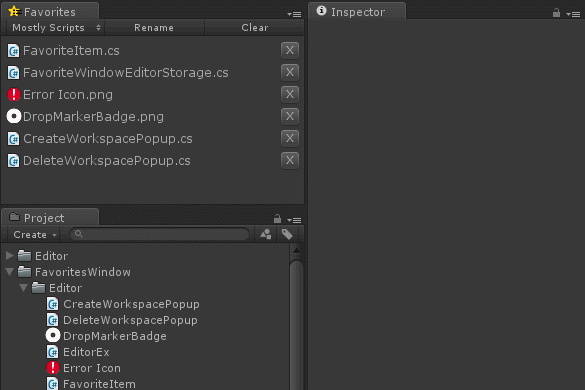 Favorites
Mostly Scripts Rename Clear
FavoriteItem.cs X
FavoriteWindowEditorStorage.cs X
Error Icon.png X
DropMarkerBadge.png X
CreateWorkspacePopup.cs X
DeleteWorkspacePopup.cs X
Project
Create
Editor
FavoritesWindow
Editor
CreateWorkspacePopup
DeleteWorkspacePopup
DropMarkerBadge
EditorEx
Error Icon
FavoriteItem
Inspector